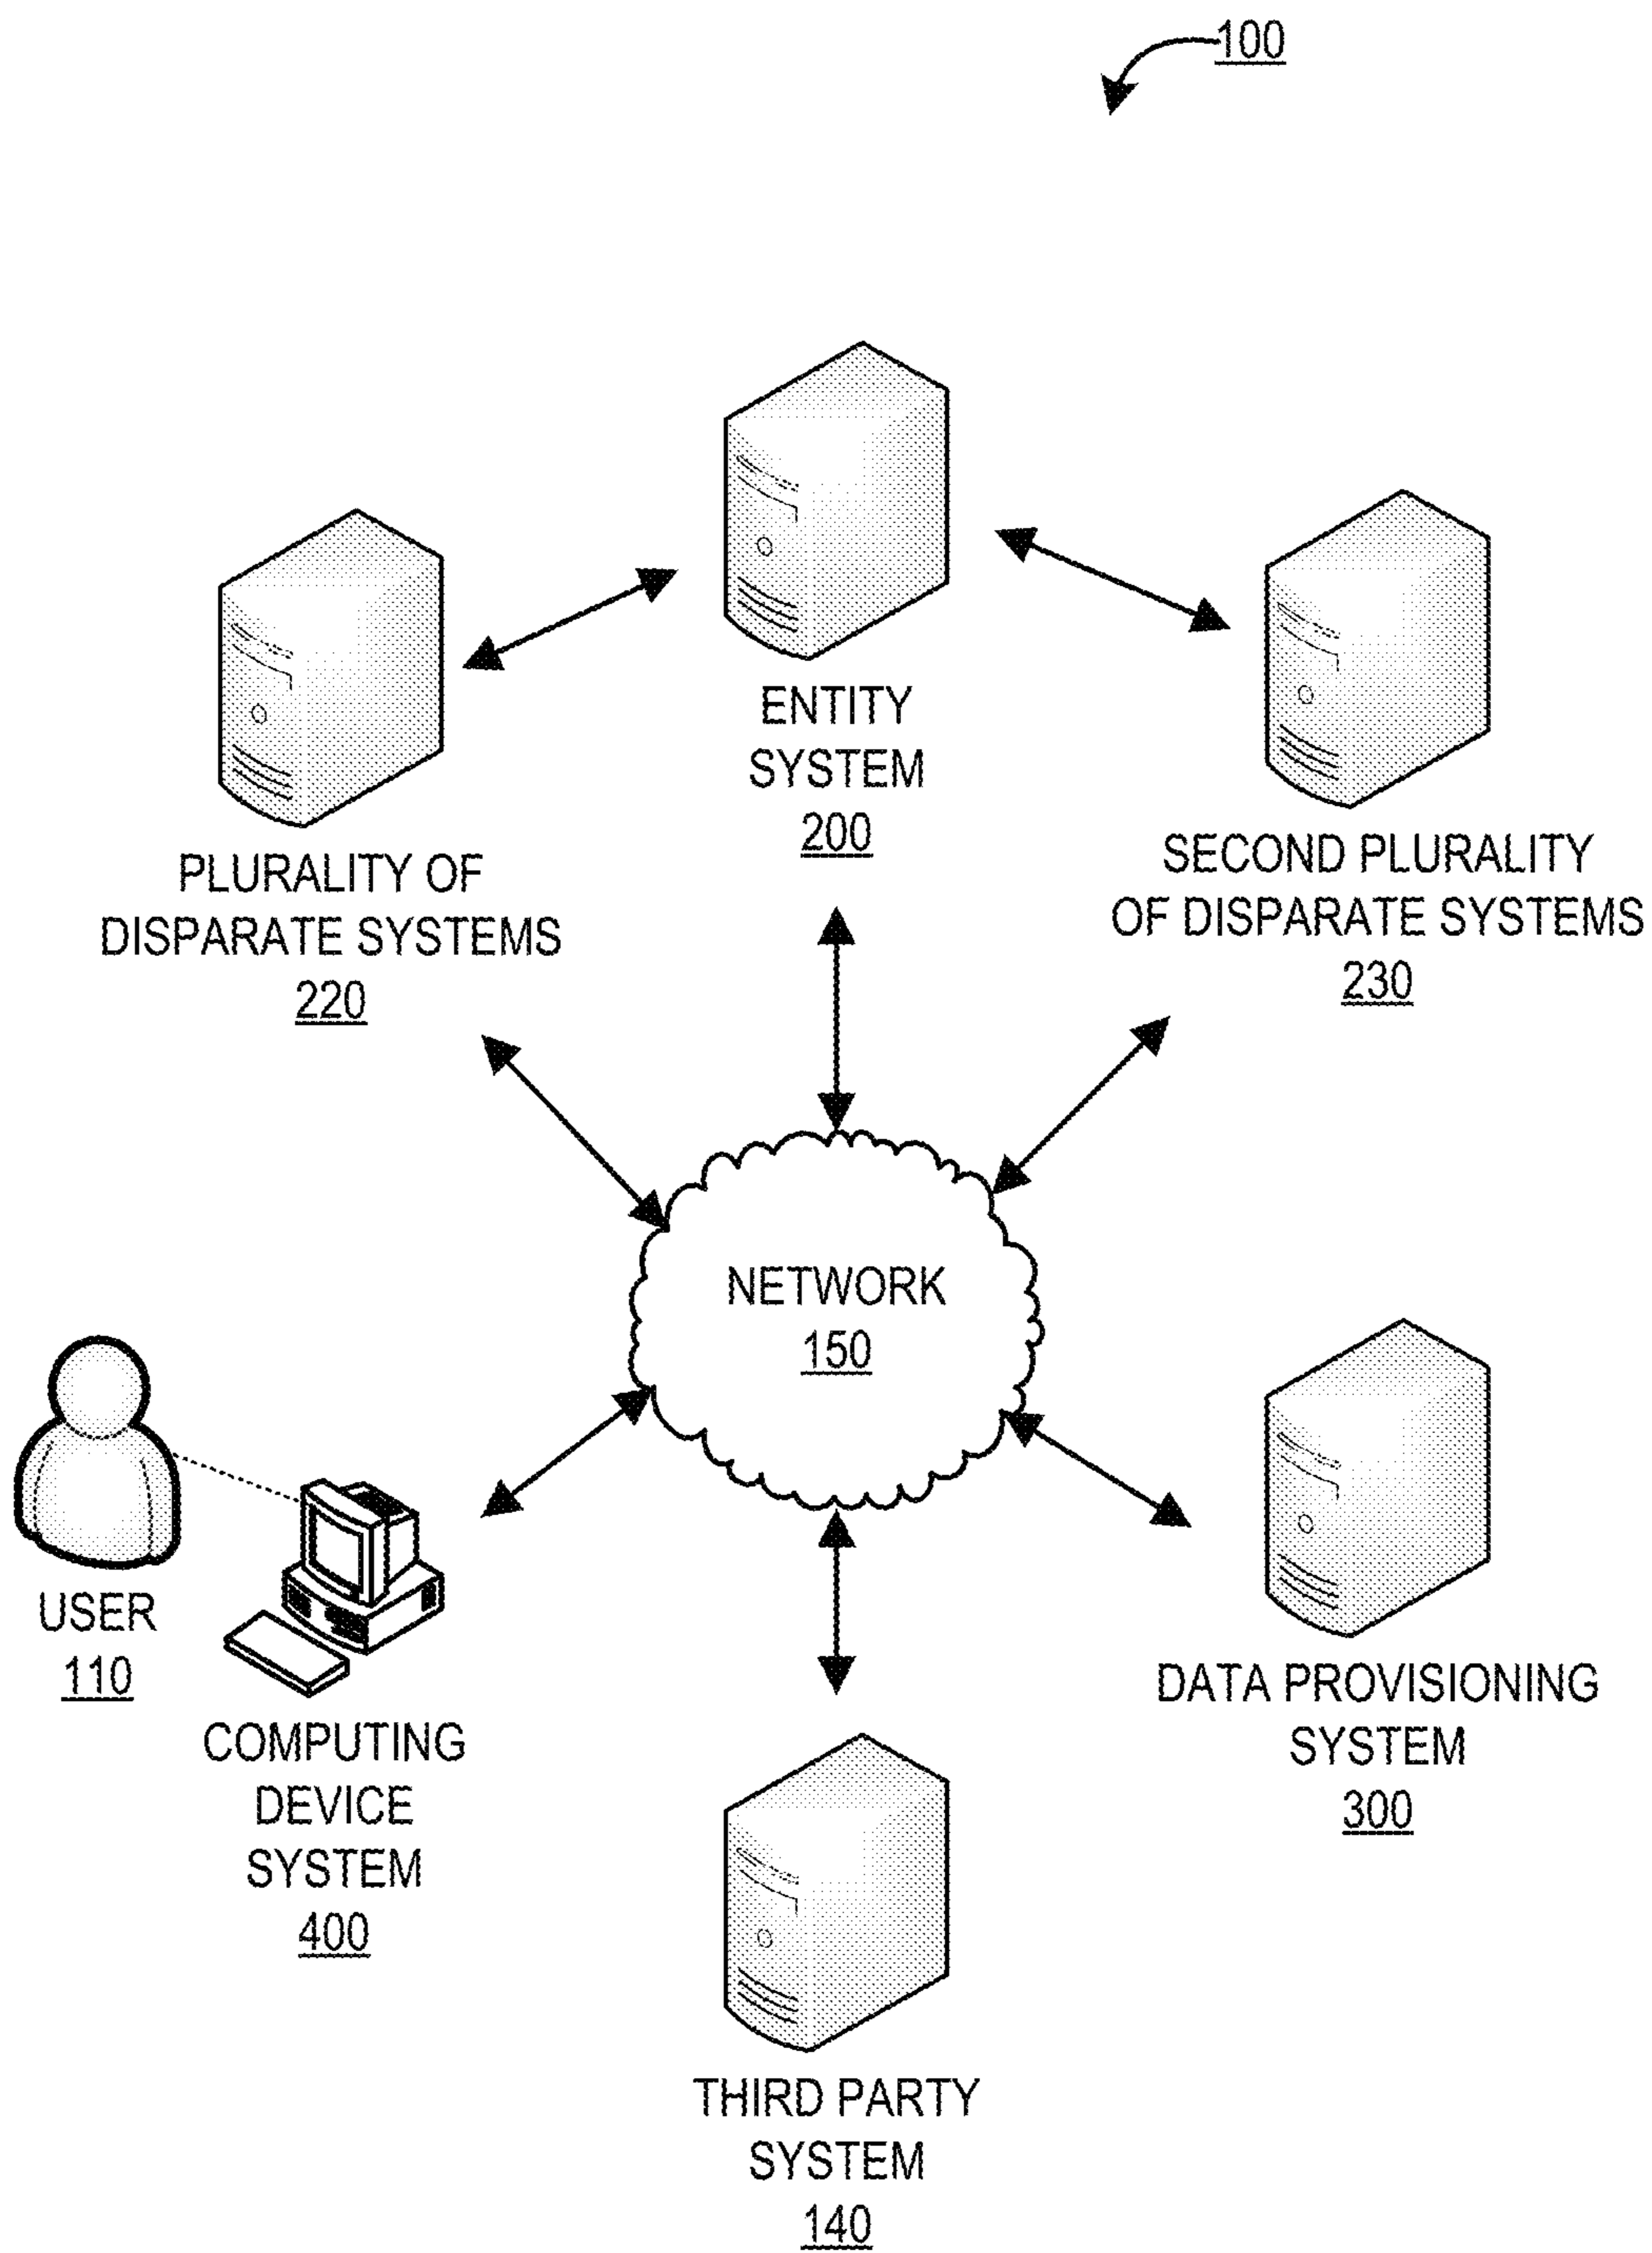 100
ENTITY
SYSTEM
200
PLURALITY OF
DISPARATE SYSTEMS
220
SECOND PLURALITY
OF DISPARATE SYSTEMS
230
NETWORK
150
USER
110
COMPUTING
DEVICE
SYSTEM
400
DATA PROVISIONING
SYSTEM
300
THIRD PARTY
SYSTEM
140